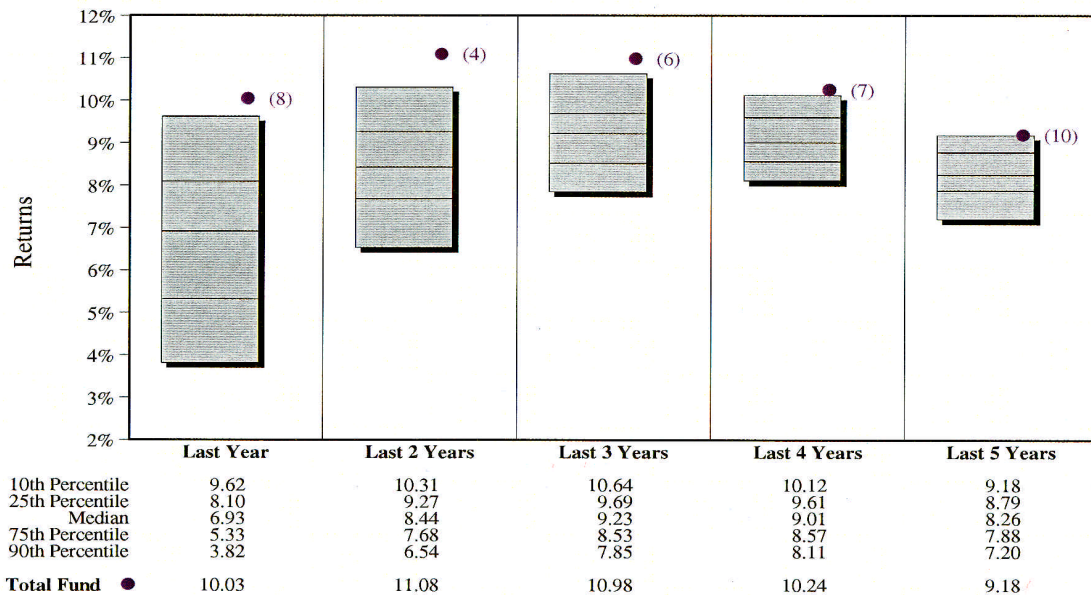 12%
11%
10%
9%
8%
7%
6%
5%
4%
3%
2%
Returns
(8)
(4)
(6)
(7)
(10)
Last Year Last 2 Years Last 3 Years Last 4 Years Last 5 Years
10th Percentile 9.62 10.31 10.64 10.12 9.18
25th Percentile 8.10 9.27 9.69 9.61 8.79
Median 6.93 8.44 9.23 9.01 8.26
75th Percentile 5.33 7.68 8.53 8.57 7.88
90th Percentile 3.82 6.54 7.85 8.11 7.20
Total Fund 10.03 11.08 10.98 10.24 9.18